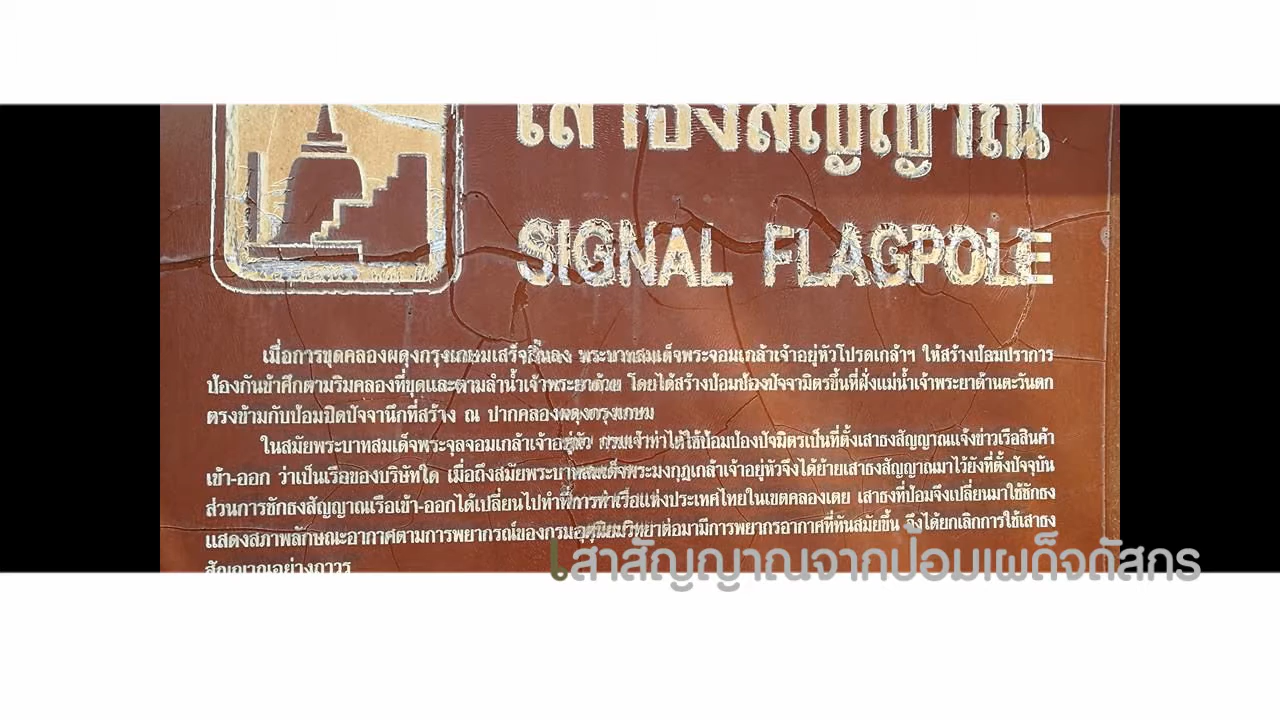 เสาธงสัญญาณ
SIGNAL FLAGPOLE
เมื่อการขุดคลองผดุงกรุงเกษมเสร็จสิ้นลง พระบาทสมเด็จพระจอมเกล้าเจ้าอยู่หัวโปรดเกล้าฯ ให้สร้างป้อมปราการ
ป้องกันข้าศึกตามริมคลองที่ขุดและตามลำน้ำเจ้าพระยาด้วย โดยได้สร้างป้อมป้องปัจจามิตรขึ้นที่ฝั่งแม่น้ำเจ้าพระยาด้านตะวันตก
ตรงข้ามกับป้อมปิดปัจจานึกที่สร้าง ณ ปากคลองผดุงกรุงเกษม
ในสมัยพระบาทสมเด็จพระจุลจอมเกล้าเจ้าอยู่หัว กรมเจ้าท่าได้ใช้ป้อมป้องปัจมิตรเป็นที่ตั้งเสาธงสัญญาณแจ้งข่าวเรือสินค้า
เข้า-ออก ว่าเป็นเรือของบริษัทใด เมื่อถึงสมัยพระบาทสมเด็จพระมงกุฎเกล้าเจ้าอยู่หัวจึงได้ย้ายเสาธงสัญญาณมาไว้ยังที่ตั้งปัจจุบัน
ส่วนการชักธงสัญญาณเรือเข้า-ออกได้เปลี่ยนไปทำที่การท่าเรือแห่งประเทศไทยในเขตคลองเตย เสาธงที่ป้อมจึงเปลี่ยนมาใช้ชักธง
แสดงสภาพลักษณะอากาศตามการพยากรณ์ของกรมอุตุนิยมวิทยาต่อมามีการพยากรอากาศที่ทันสมัยขึ้น จึงได้ยกเลิกการใช้เสาธง
สัญญาณอย่างถาวร
เสาสัญญาณจากป้อมเผด็จดัสกร